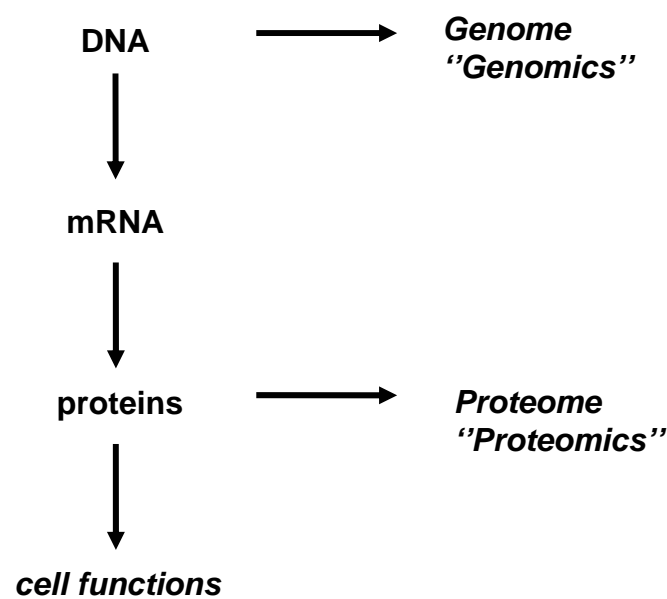 DNA
Genome
‘’Genomics’’
mRNA
proteins
Proteome
‘’Proteomics’’
cell functions